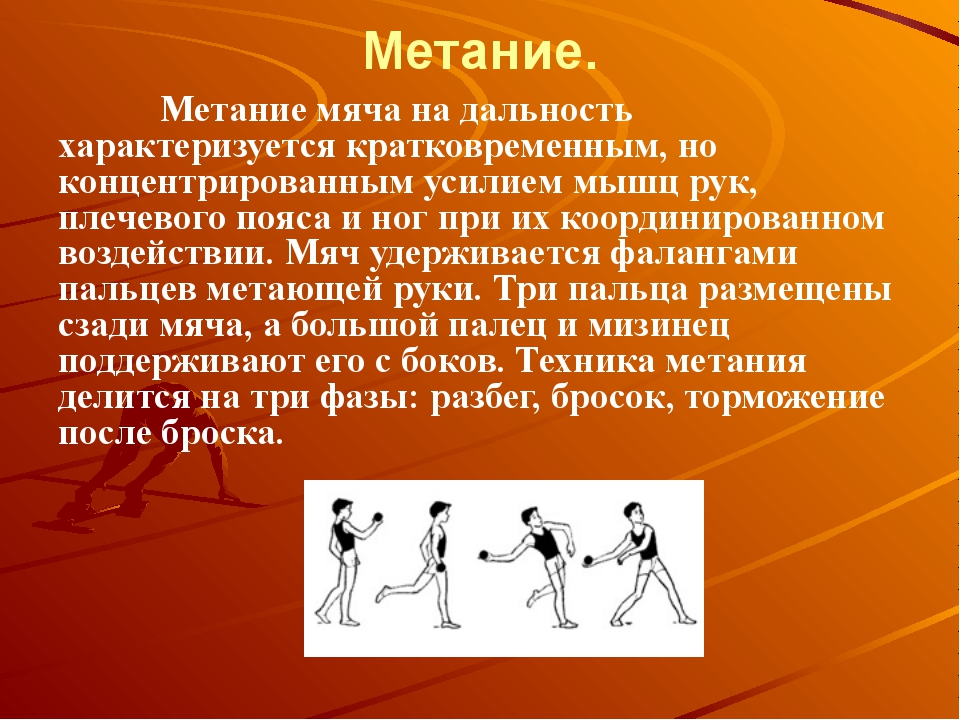 Метание.
Метание мяча на дальность
характеризуется кратковременным, но
концентрированным усилием мышц рук,
плечевого пояса и ног при их координированном
воздействии. Мяч удерживается фалангами
пальцев метающей руки. Три пальца размещены
сзади мяча, а большой палец и мизинец
поддерживают его с боков. Техника метания
делится на три фазы: разбег, бросок, торможение
после броска.